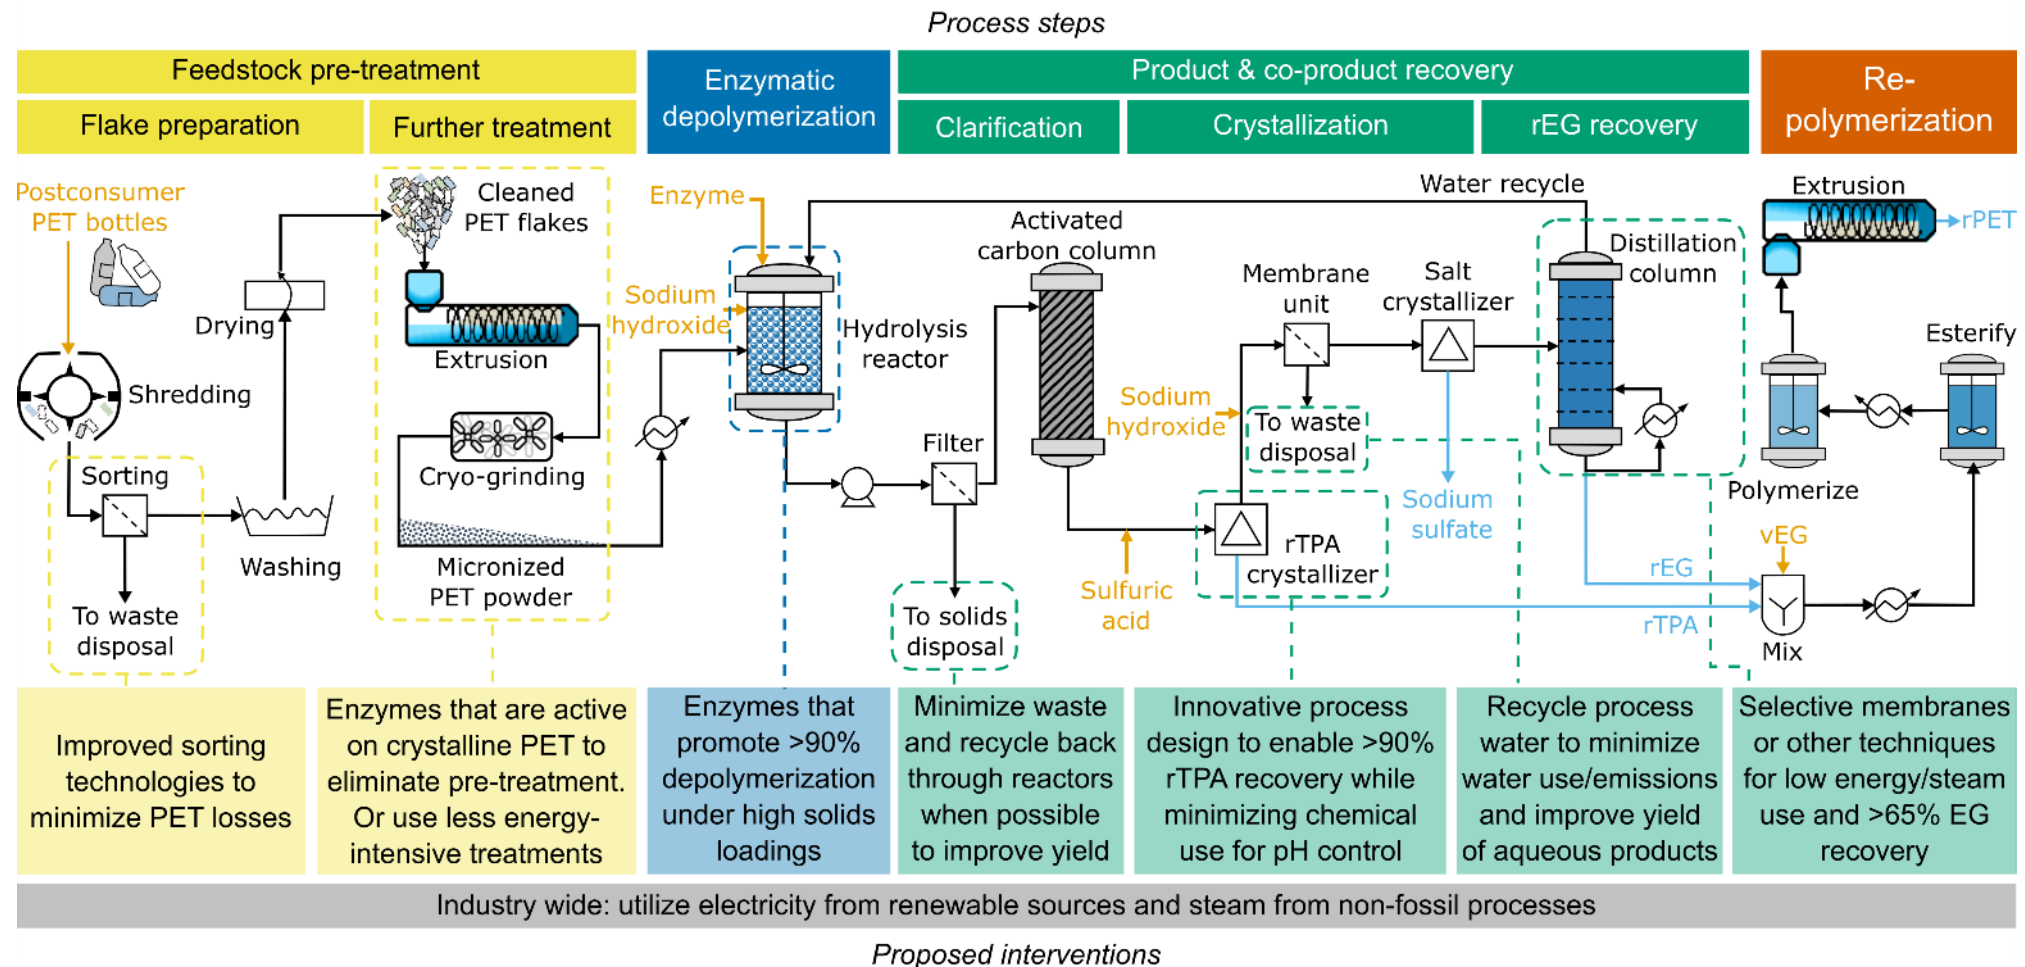 Process steps
Feedstock pre-treatment
Enzymatic
depolymerization
Product & co-product recovery
Re-
polymerization
Flake preparation
Further treatment
Clarification
Crystallization
rEG recovery
Postconsumer
PET bottles
Shredding
Sorting
To waste
disposal
Washing
Drying
Cleaned
PET flakes
Extrusion
Cryo-grinding
Micronized
PET powder
Enzyme
Sodium
hydroxide
Hydrolysis
reactor
Filter
To solids
disposal
Water recycle
Activated
carbon column
Sulfuric
acid
Sodium
hydroxide
rTPA
crystallizer
Membrane
unit
To waste
disposal
Salt
crystallizer
Sodium
sulfate
Distillation
column
rEG
rTPA
vEG
Mix
Esterify
Polymerize
Extrusion
rPET
Improved sorting
technologies to
minimize PET losses
Enzymes that are active
on crystalline PET to
eliminate pre-treatment.
Or use less energy-
intensive treatments
Enzymes that
promote >90%
depolymerization
under high solids
loadings
Minimize waste
and recycle back
through reactors
when possible
to improve yield
Innovative process
design to enable >90%
rTPA recovery while
minimizing chemical
use for pH control
Recycle process
water to minimize
water use/emissions
and improve yield
of aqueous products
Selective membranes
or other techniques
for low energy/steam
use and >65% EG
recovery
Industry wide: utilize electricity from renewable sources and steam from non-fossil processes
Proposed interventions